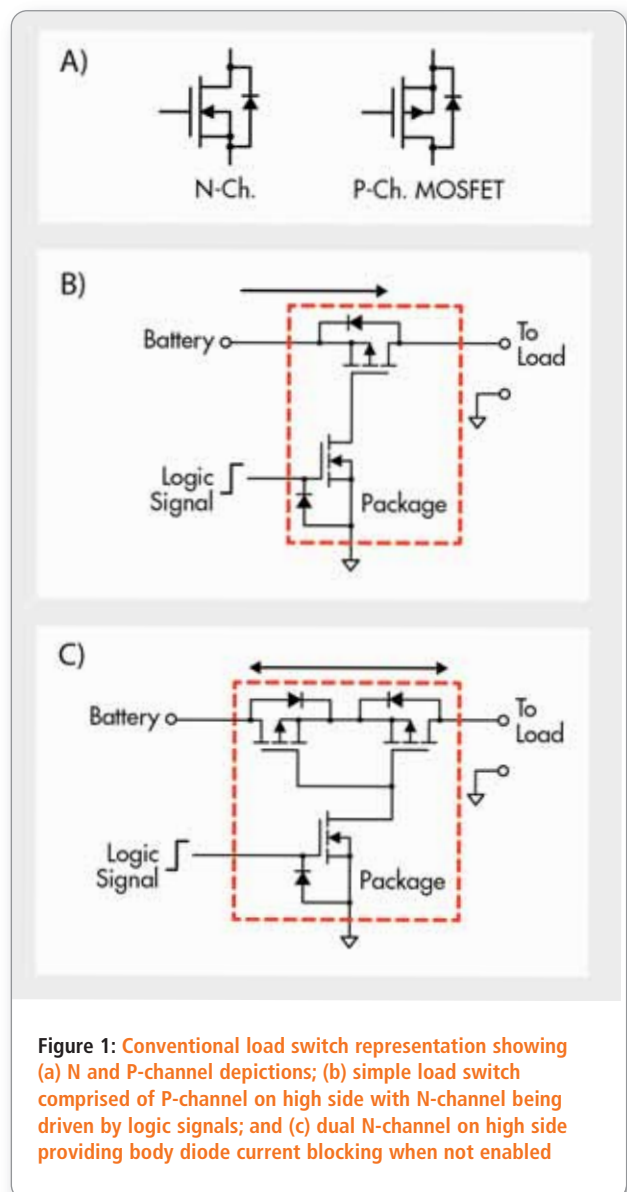 A)
N-Ch.
P-Ch. MOSFET
B)
Battery
To
Load
Logic
Signal
Package
C)
Battery
To
Load
Logic
Signal
Package
Figure 1: Conventional load switch representation showing
(a) N and P-channel depictions; (b) simple load switch
comprised of P-channel on high side with N-channel being
driven by logic signals; and (c) dual N-channel on high side
providing body diode current blocking when not enabled